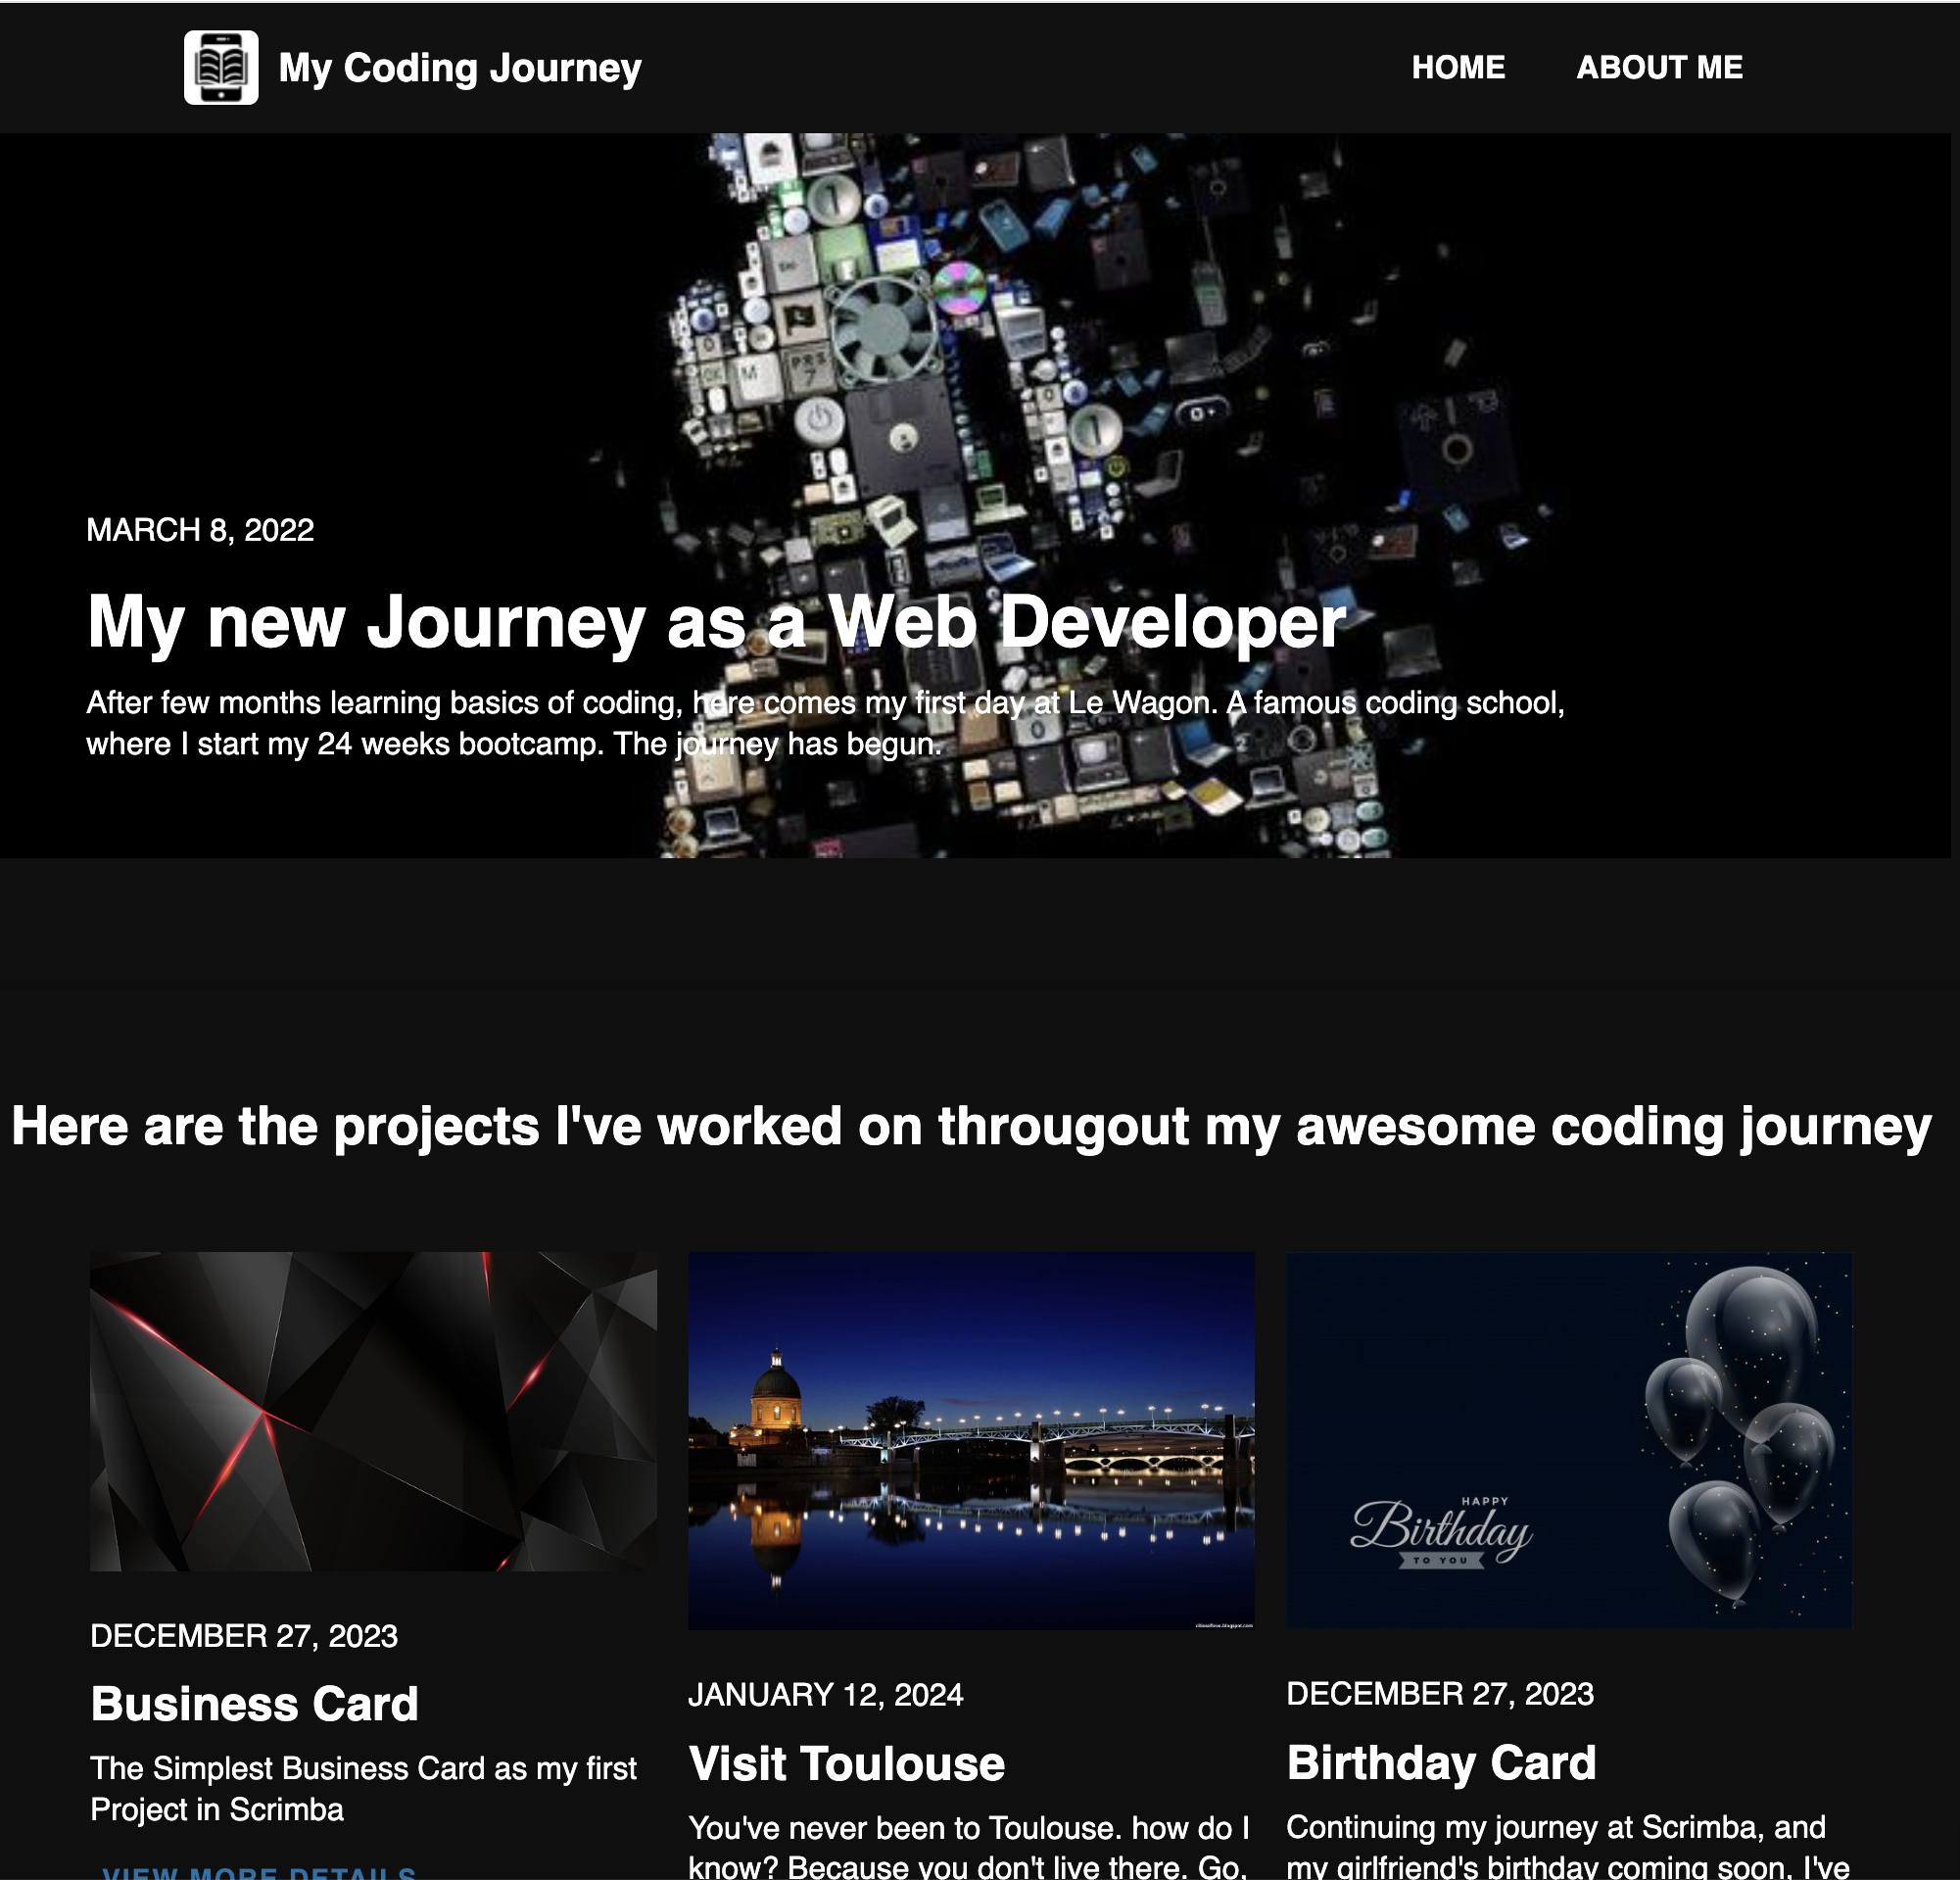 My Coding Journey
HOME
ABOUT ME
MARCH 8, 2022
My new Journey as a Web Developer
After few months learning basics of coding, here comes my first day at Le Wagon. A famous coding school,
where I start my 24 weeks bootcamp. The journey has begun.
Here are the projects I've worked on througout my awesome coding journey
DECEMBER 27, 2023
Business Card
The Simplest Business Card as my first
Project in Scrimba
VIEW MORE DETAILS
JANUARY 12, 2024
Visit Toulouse
You've never been to Toulouse. how do I
know? Because you don't live there. Go,
HAPPY
Birthday
TO YOU
DECEMBER 27, 2023
Birthday Card
Continuing my journey at Scrimba, and
my girlfriend's birthday coming soon, I've